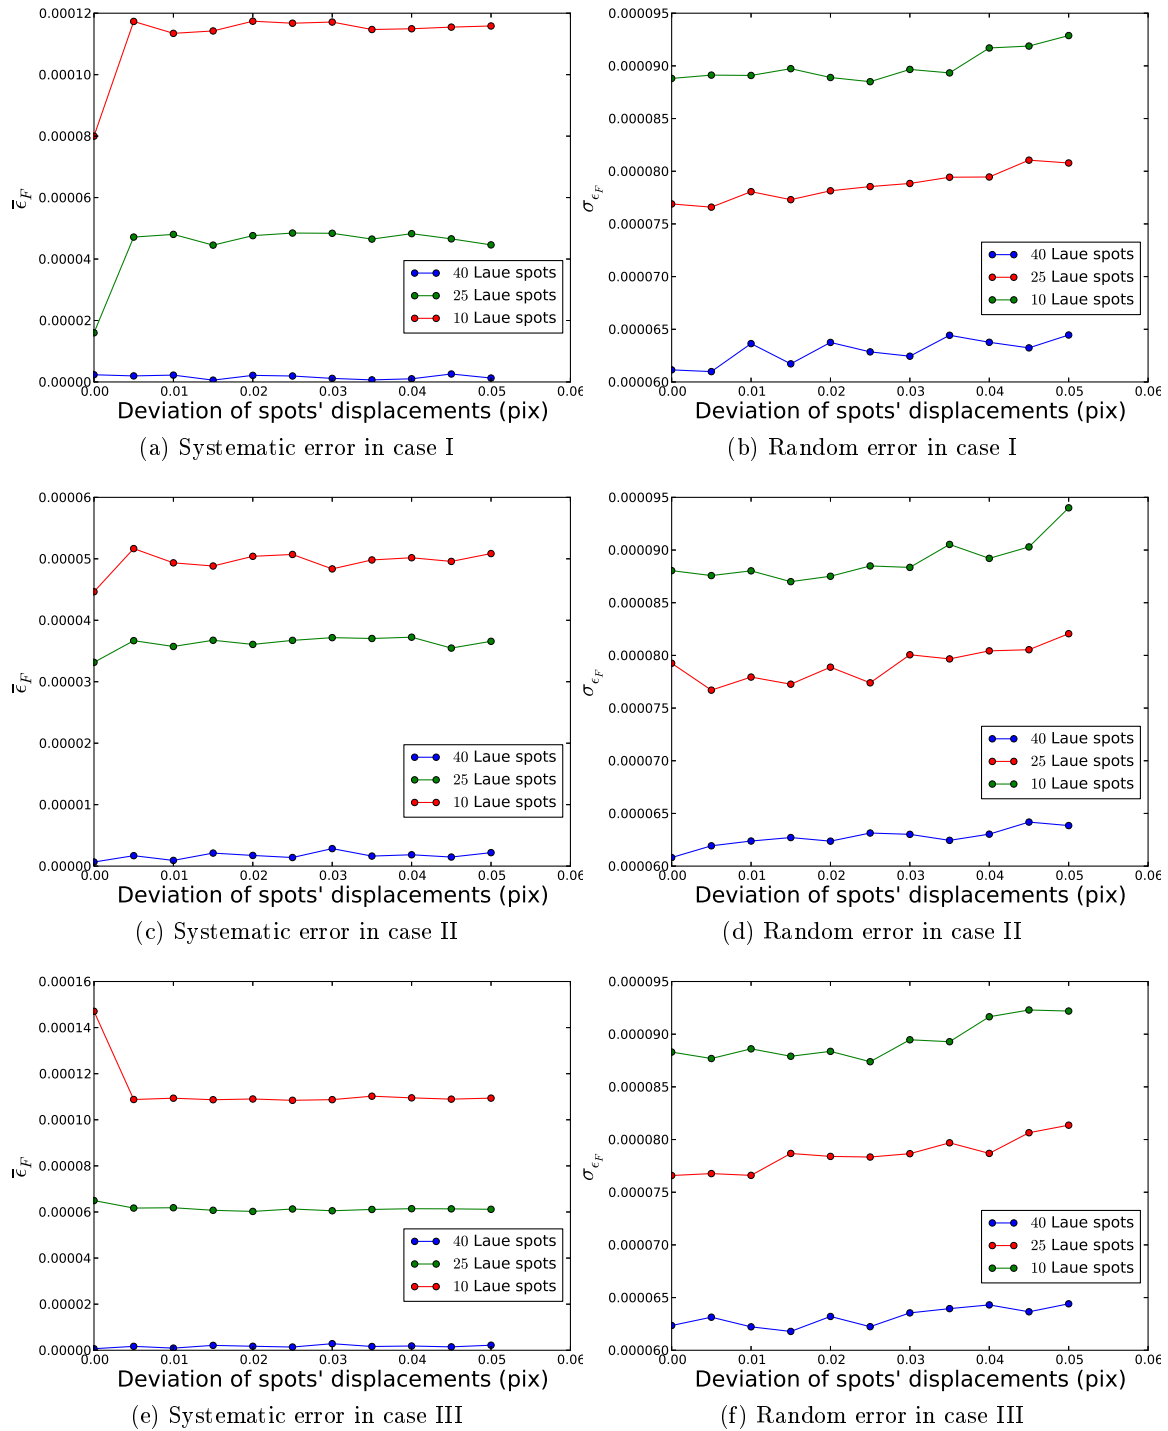 0.00012
0.00010
0.00008
0.00006
0.00004
0.00002
0.00000
ϵ̅_F
0.00 0.01 0.02 0.03 0.04 0.05 0.06
Deviation of spots' displacements (pix)
40 Laue spots
25 Laue spots
10 Laue spots
(a) Systematic error in case I
0.000095
0.000090
0.000085
0.000080
0.000075
0.000070
0.000065
0.000060
σ_ϵ_F
0.00 0.01 0.02 0.03 0.04 0.05 0.06
Deviation of spots' displacements (pix)
40 Laue spots
25 Laue spots
10 Laue spots
(b) Random error in case I
0.00006
0.00005
0.00004
0.00003
0.00002
0.00001
0.00000
ϵ̅_F
0.00 0.01 0.02 0.03 0.04 0.05 0.06
Deviation of spots' displacements (pix)
40 Laue spots
25 Laue spots
10 Laue spots
(c) Systematic error in case II
0.000095
0.000090
0.000085
0.000080
0.000075
0.000070
0.000065
0.000060
σ_ϵ_F
0.00 0.01 0.02 0.03 0.04 0.05 0.06
Deviation of spots' displacements (pix)
40 Laue spots
25 Laue spots
10 Laue spots
(d) Random error in case II
0.00016
0.00014
0.00012
0.00010
0.00008
0.00006
0.00004
0.00002
0.00000
ϵ̅_F
0.00 0.01 0.02 0.03 0.04 0.05 0.06
Deviation of spots' displacements (pix)
40 Laue spots
25 Laue spots
10 Laue spots
(e) Systematic error in case III
0.000095
0.000090
0.000085
0.000080
0.000075
0.000070
0.000065
0.000060
σ_ϵ_F
0.00 0.01 0.02 0.03 0.04 0.05 0.06
Deviation of spots' displacements (pix)
40 Laue spots
25 Laue spots
10 Laue spots
(f) Random error in case III